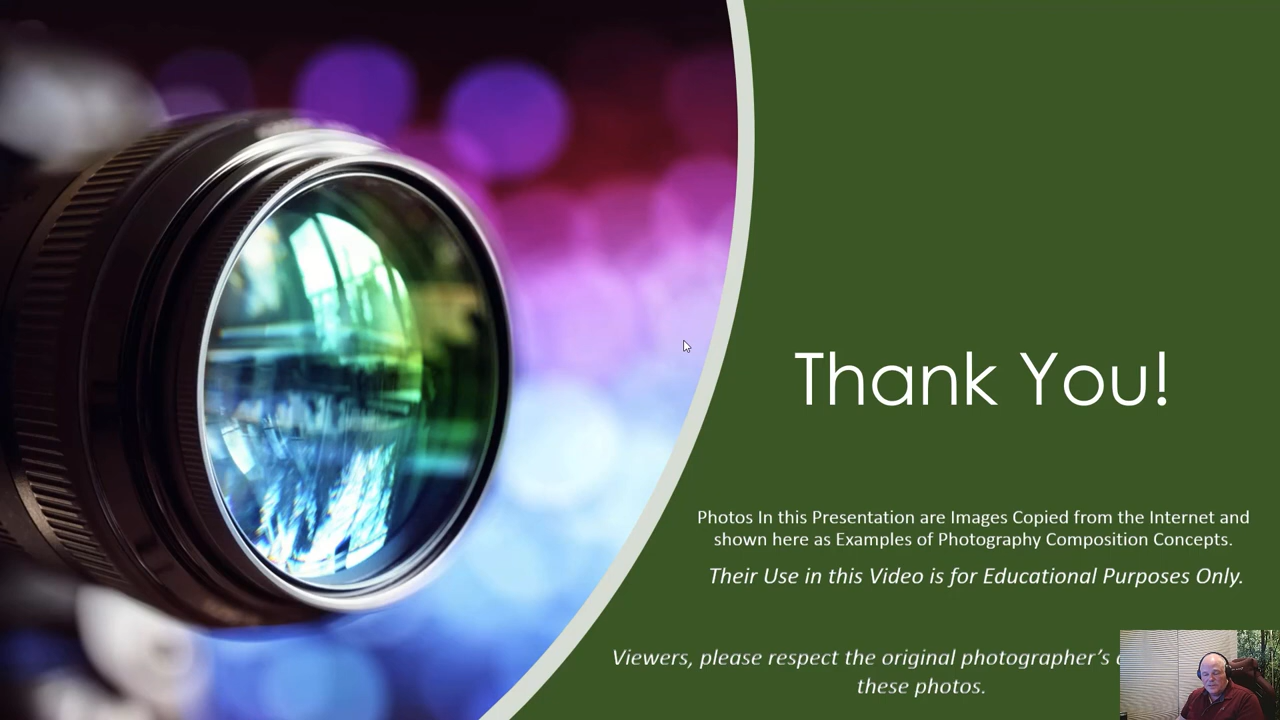 Thank You!
Photos In this Presentation are Images Copied from the Internet and
shown here as Examples of Photography Composition Concepts.
Their Use in this Video is for Educational Purposes Only.
Viewers, please respect the original photographer’s
these photos.